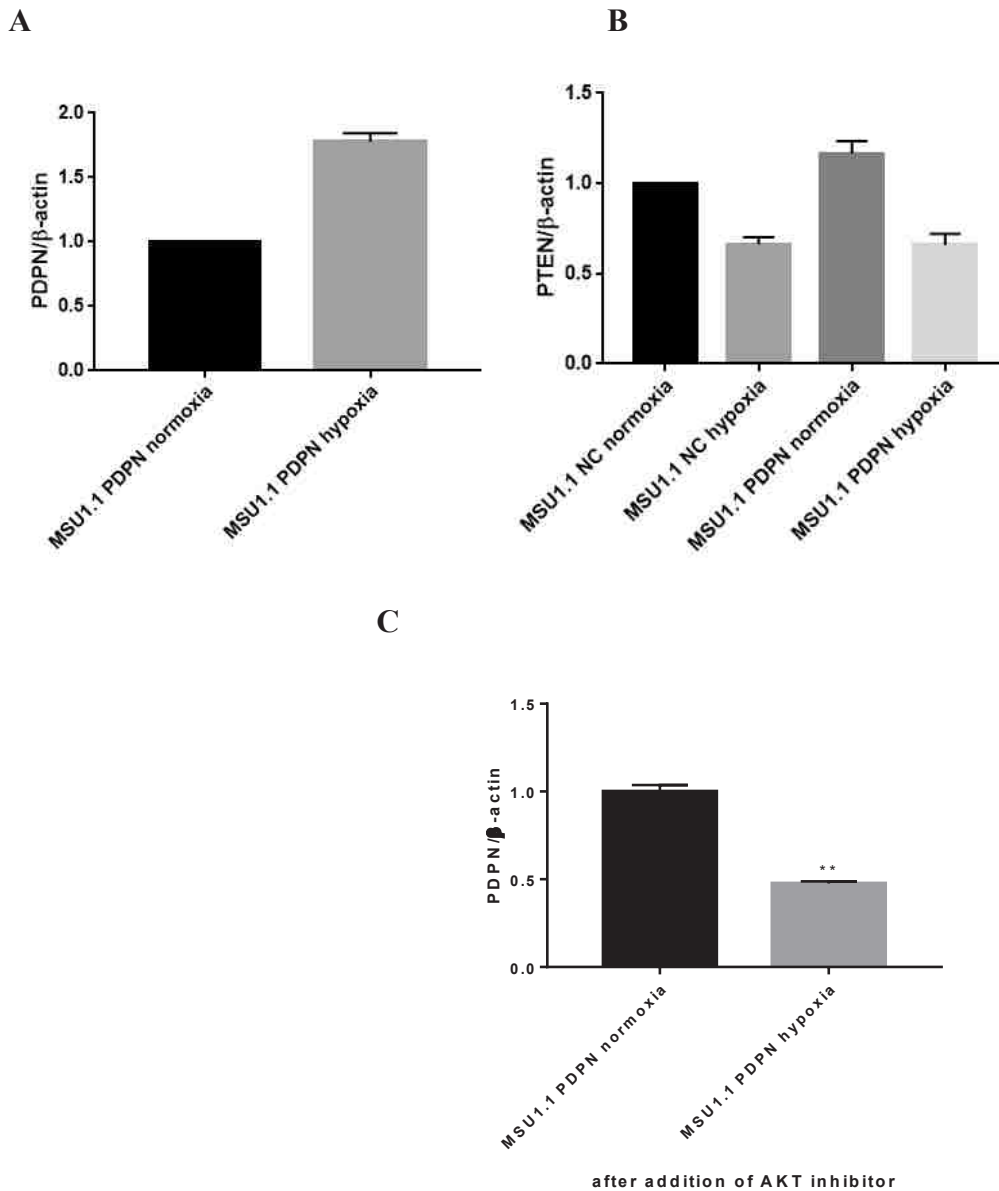 A
PDPN/β-actin
2.0
1.5
1.0
0.5
0.0
MSU1.1 PDPN normoxia
MSU1.1 PDPN hypoxia
B
PTEN/β-actin
1.5
1.0
0.5
0.0
MSU1.1 NC normoxia
MSU1.1 NC hypoxia
MSU1.1 PDPN normoxia
MSU1.1 PDPN hypoxia
C
PDPN/β-actin
1.5
1.0
0.5
0.0
**
MSU1.1 PDPN normoxia
MSU1.1 PDPN hypoxia
after addition of AKT inhibitor